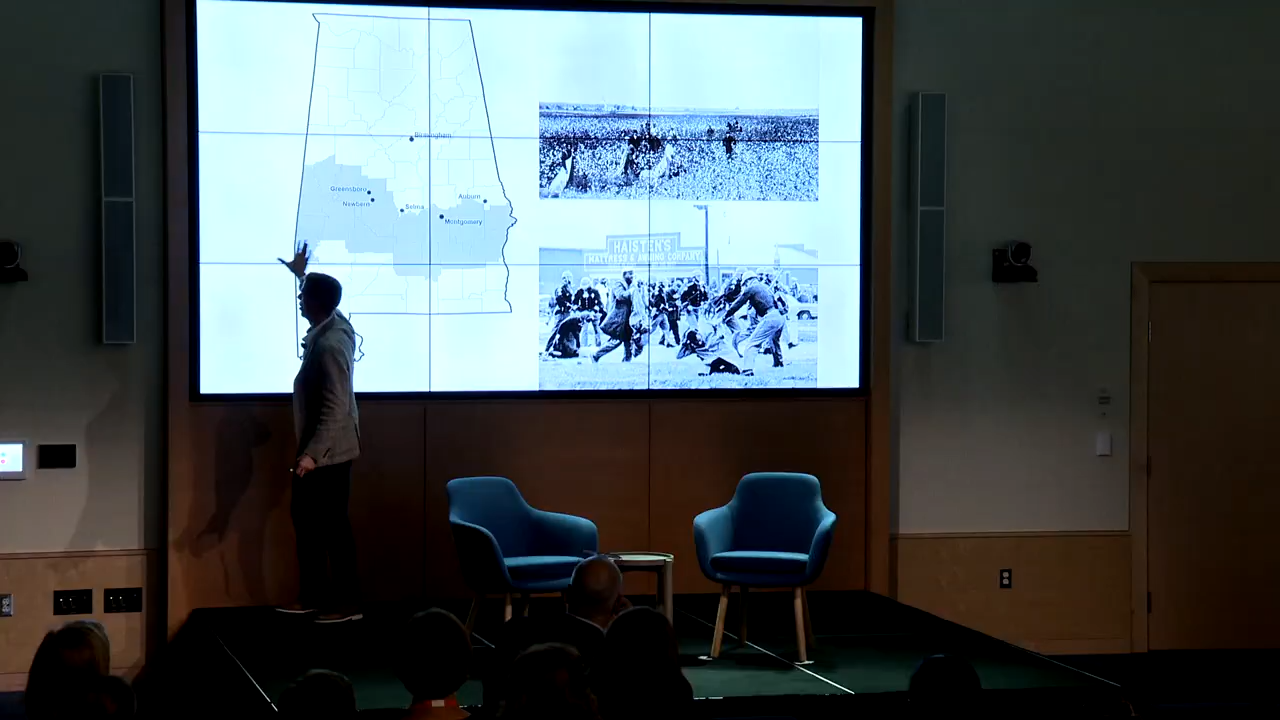 Birmingham
Greensboro
Newbern
Selma
Auburn
Montgomery
HAISTEN'S
MATTRESS & AWNING COMPANY